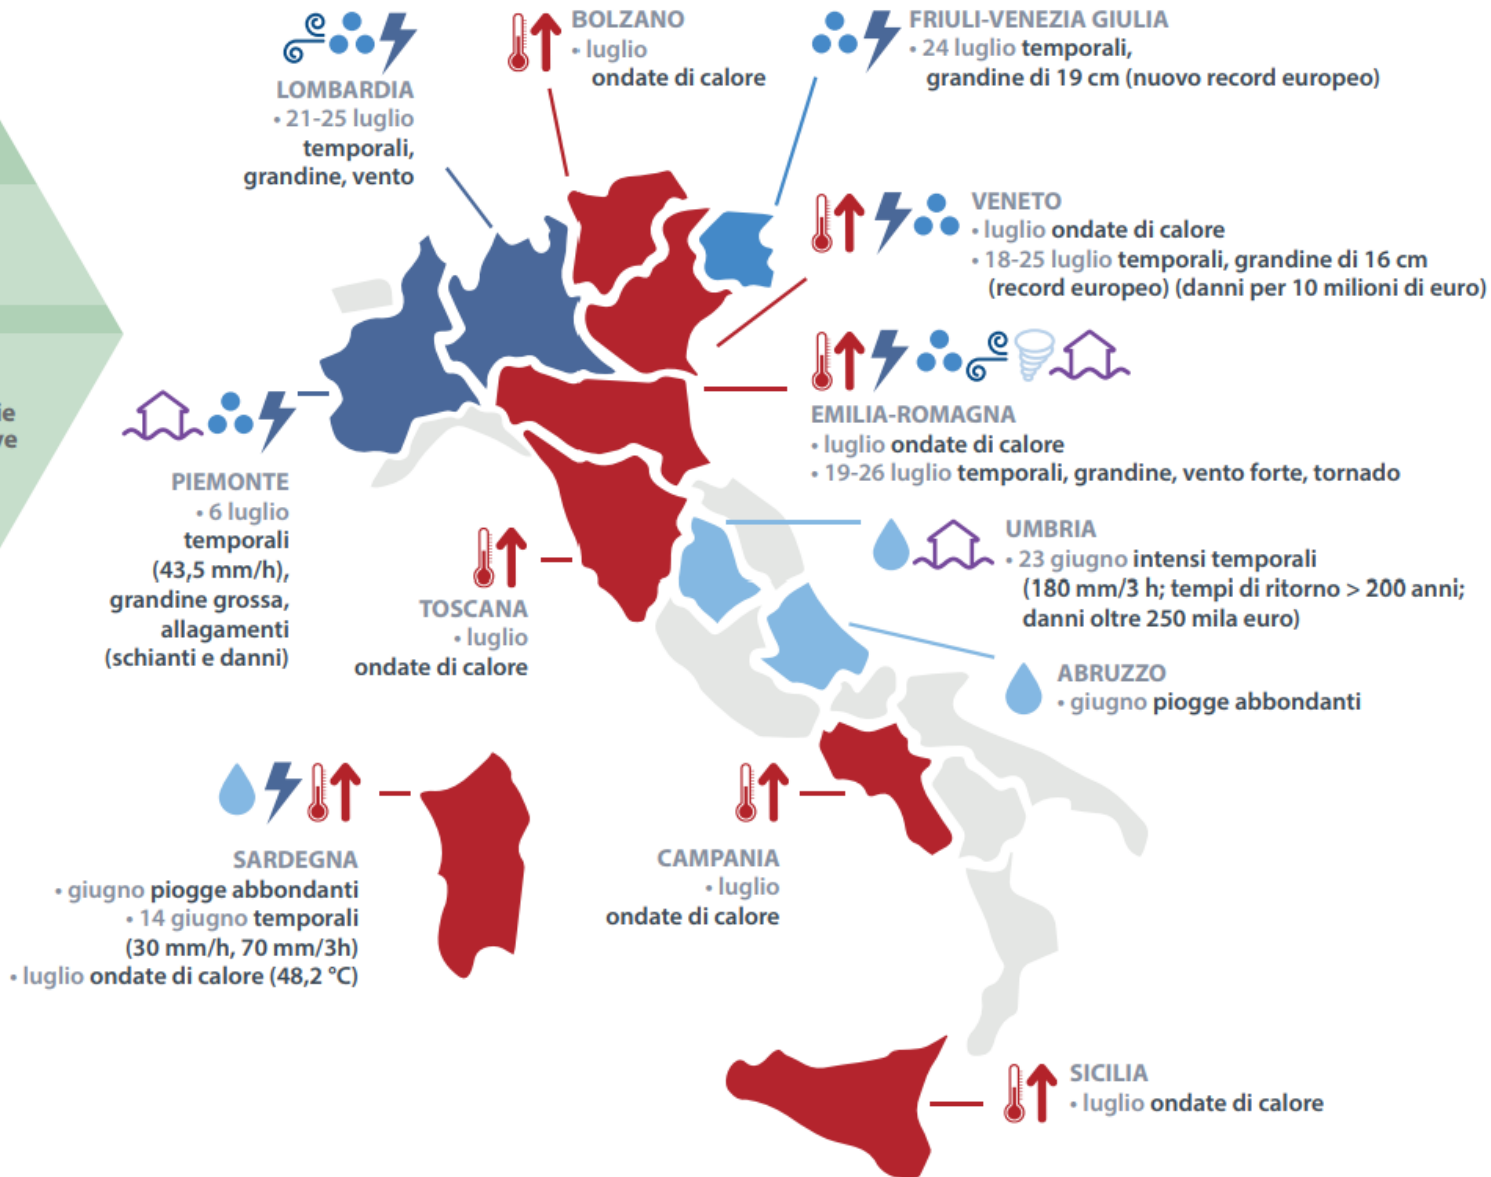 LOMBARDIA
• 21-25 luglio
temporali,
grandine, vento
BOLZANO
• luglio
ondate di calore
FRIULI-VENEZIA GIULIA
• 24 luglio temporali,
grandine di 19 cm (nuovo record europeo)
VENETO
• luglio ondate di calore
• 18-25 luglio temporali, grandine di 16 cm
(record europeo) (danni per 10 milioni di euro)
EMILIA-ROMAGNA
• luglio ondate di calore
• 19-26 luglio temporali, grandine, vento forte, tornado
PIEMONTE
• 6 luglio
temporali
(43,5 mm/h),
grandine grossa,
allagamenti
(schianti e danni)
TOSCANA
• luglio
ondate di calore
UMBRIA
• 23 giugno intensi temporali
(180 mm/3 h; tempi di ritorno > 200 anni;
danni oltre 250 mila euro)
ABRUZZO
• giugno piogge abbondanti
SARDEGNA
• giugno piogge abbondanti
• 14 giugno temporali
(30 mm/h, 70 mm/3h)
• luglio ondate di calore (48,2 °C)
CAMPANIA
• luglio
ondate di calore
SICILIA
• luglio ondate di calore